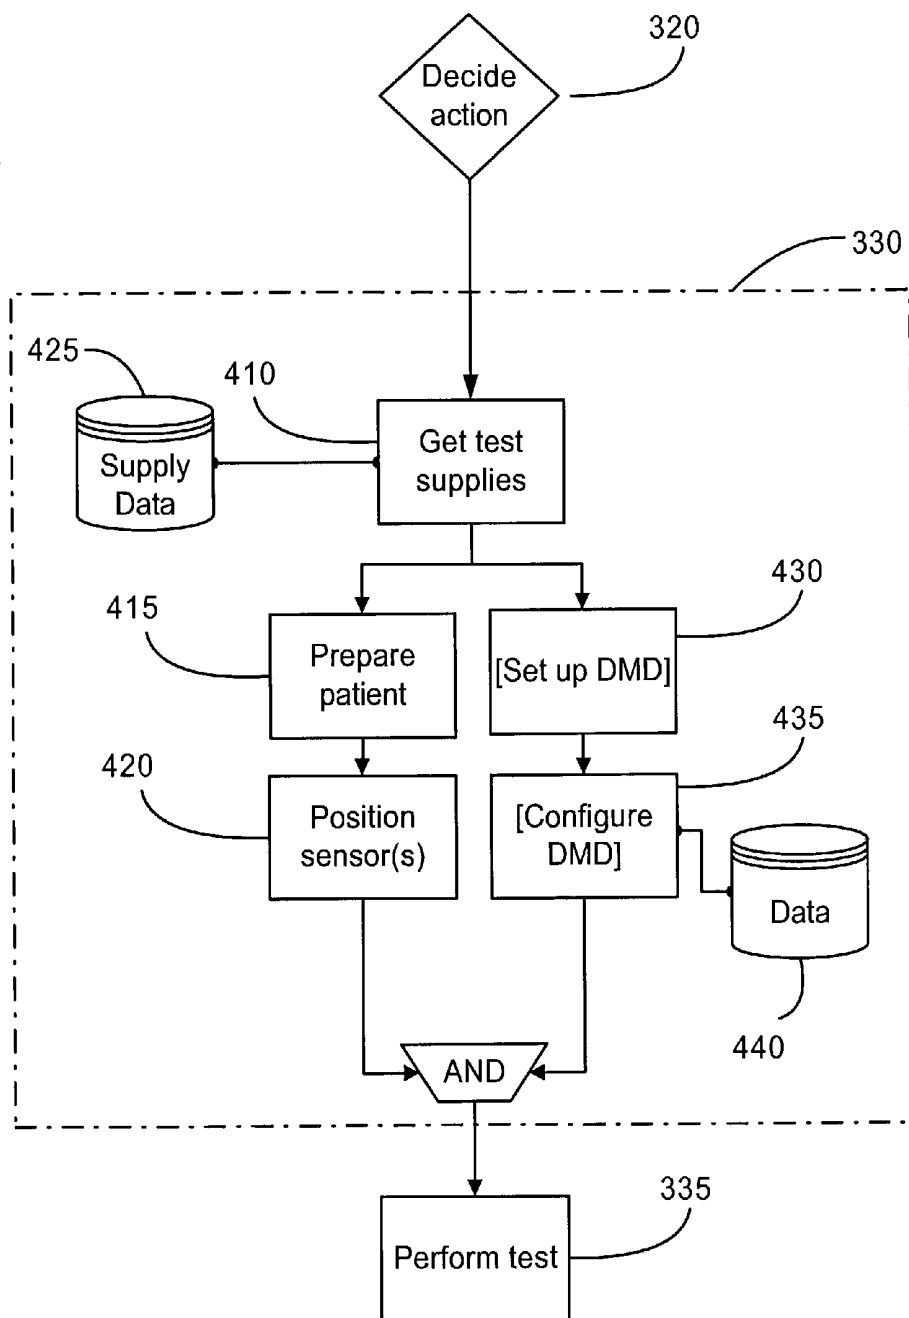 320
Decide
action
330
425
410
Supply
Data
Get test
supplies
430
415
Prepare
patient
[Set up DMD]
435
420
Position
sensor(s)
[Configure
DMD]
Data
440
AND
335
Perform test